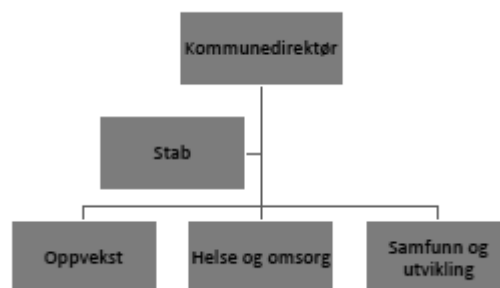 Kommunedirektør
Stab
Oppvekst
Helse og omsorg
Samfunn og
utvikling